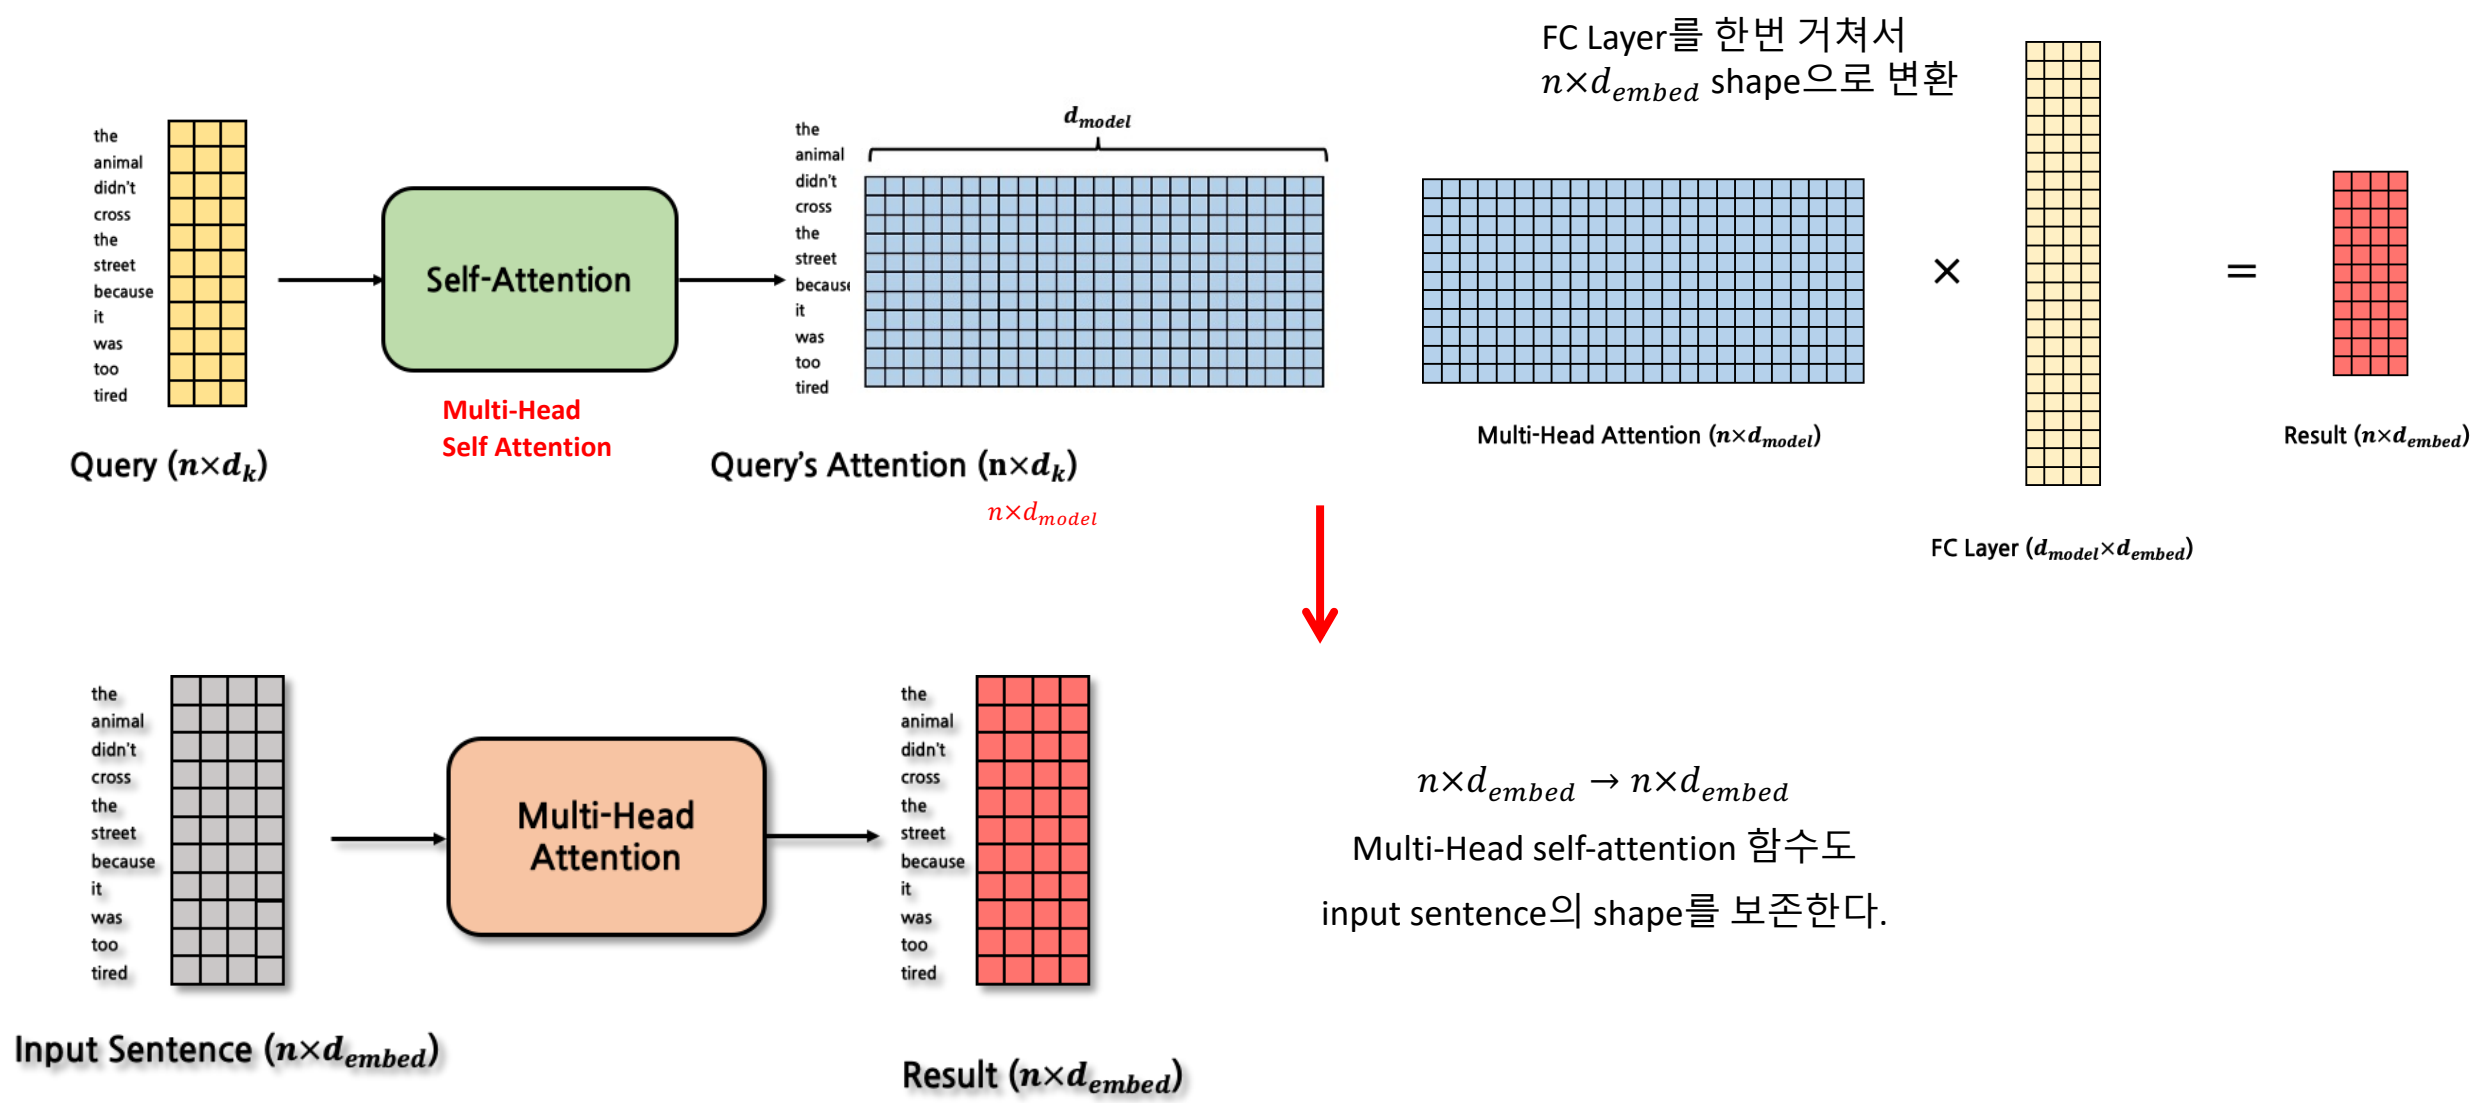 FC Layer를 한번 거쳐서
n×d_embed shape으로 변환
the
animal
didn't
cross
the
street
because
it
was
too
tired
Query (n×d_k)
Self-Attention
Multi-Head
Self Attention
d_model
the
animal
didn't
cross
the
street
because
it
was
too
tired
Query's Attention (n×d_k)
n×d_model
Multi-Head Attention (n×d_model)
×
FC Layer (d_model×d_embed)
=
Result (n×d_embed)
the
animal
didn't
cross
the
street
because
it
was
too
tired
Input Sentence (n×d_embed)
Multi-Head
Attention
the
animal
didn't
cross
the
street
because
it
was
too
tired
Result (n×d_embed)
n×d_embed → n×d_embed
Multi-Head self-attention 함수도
input sentence의 shape를 보존한다.